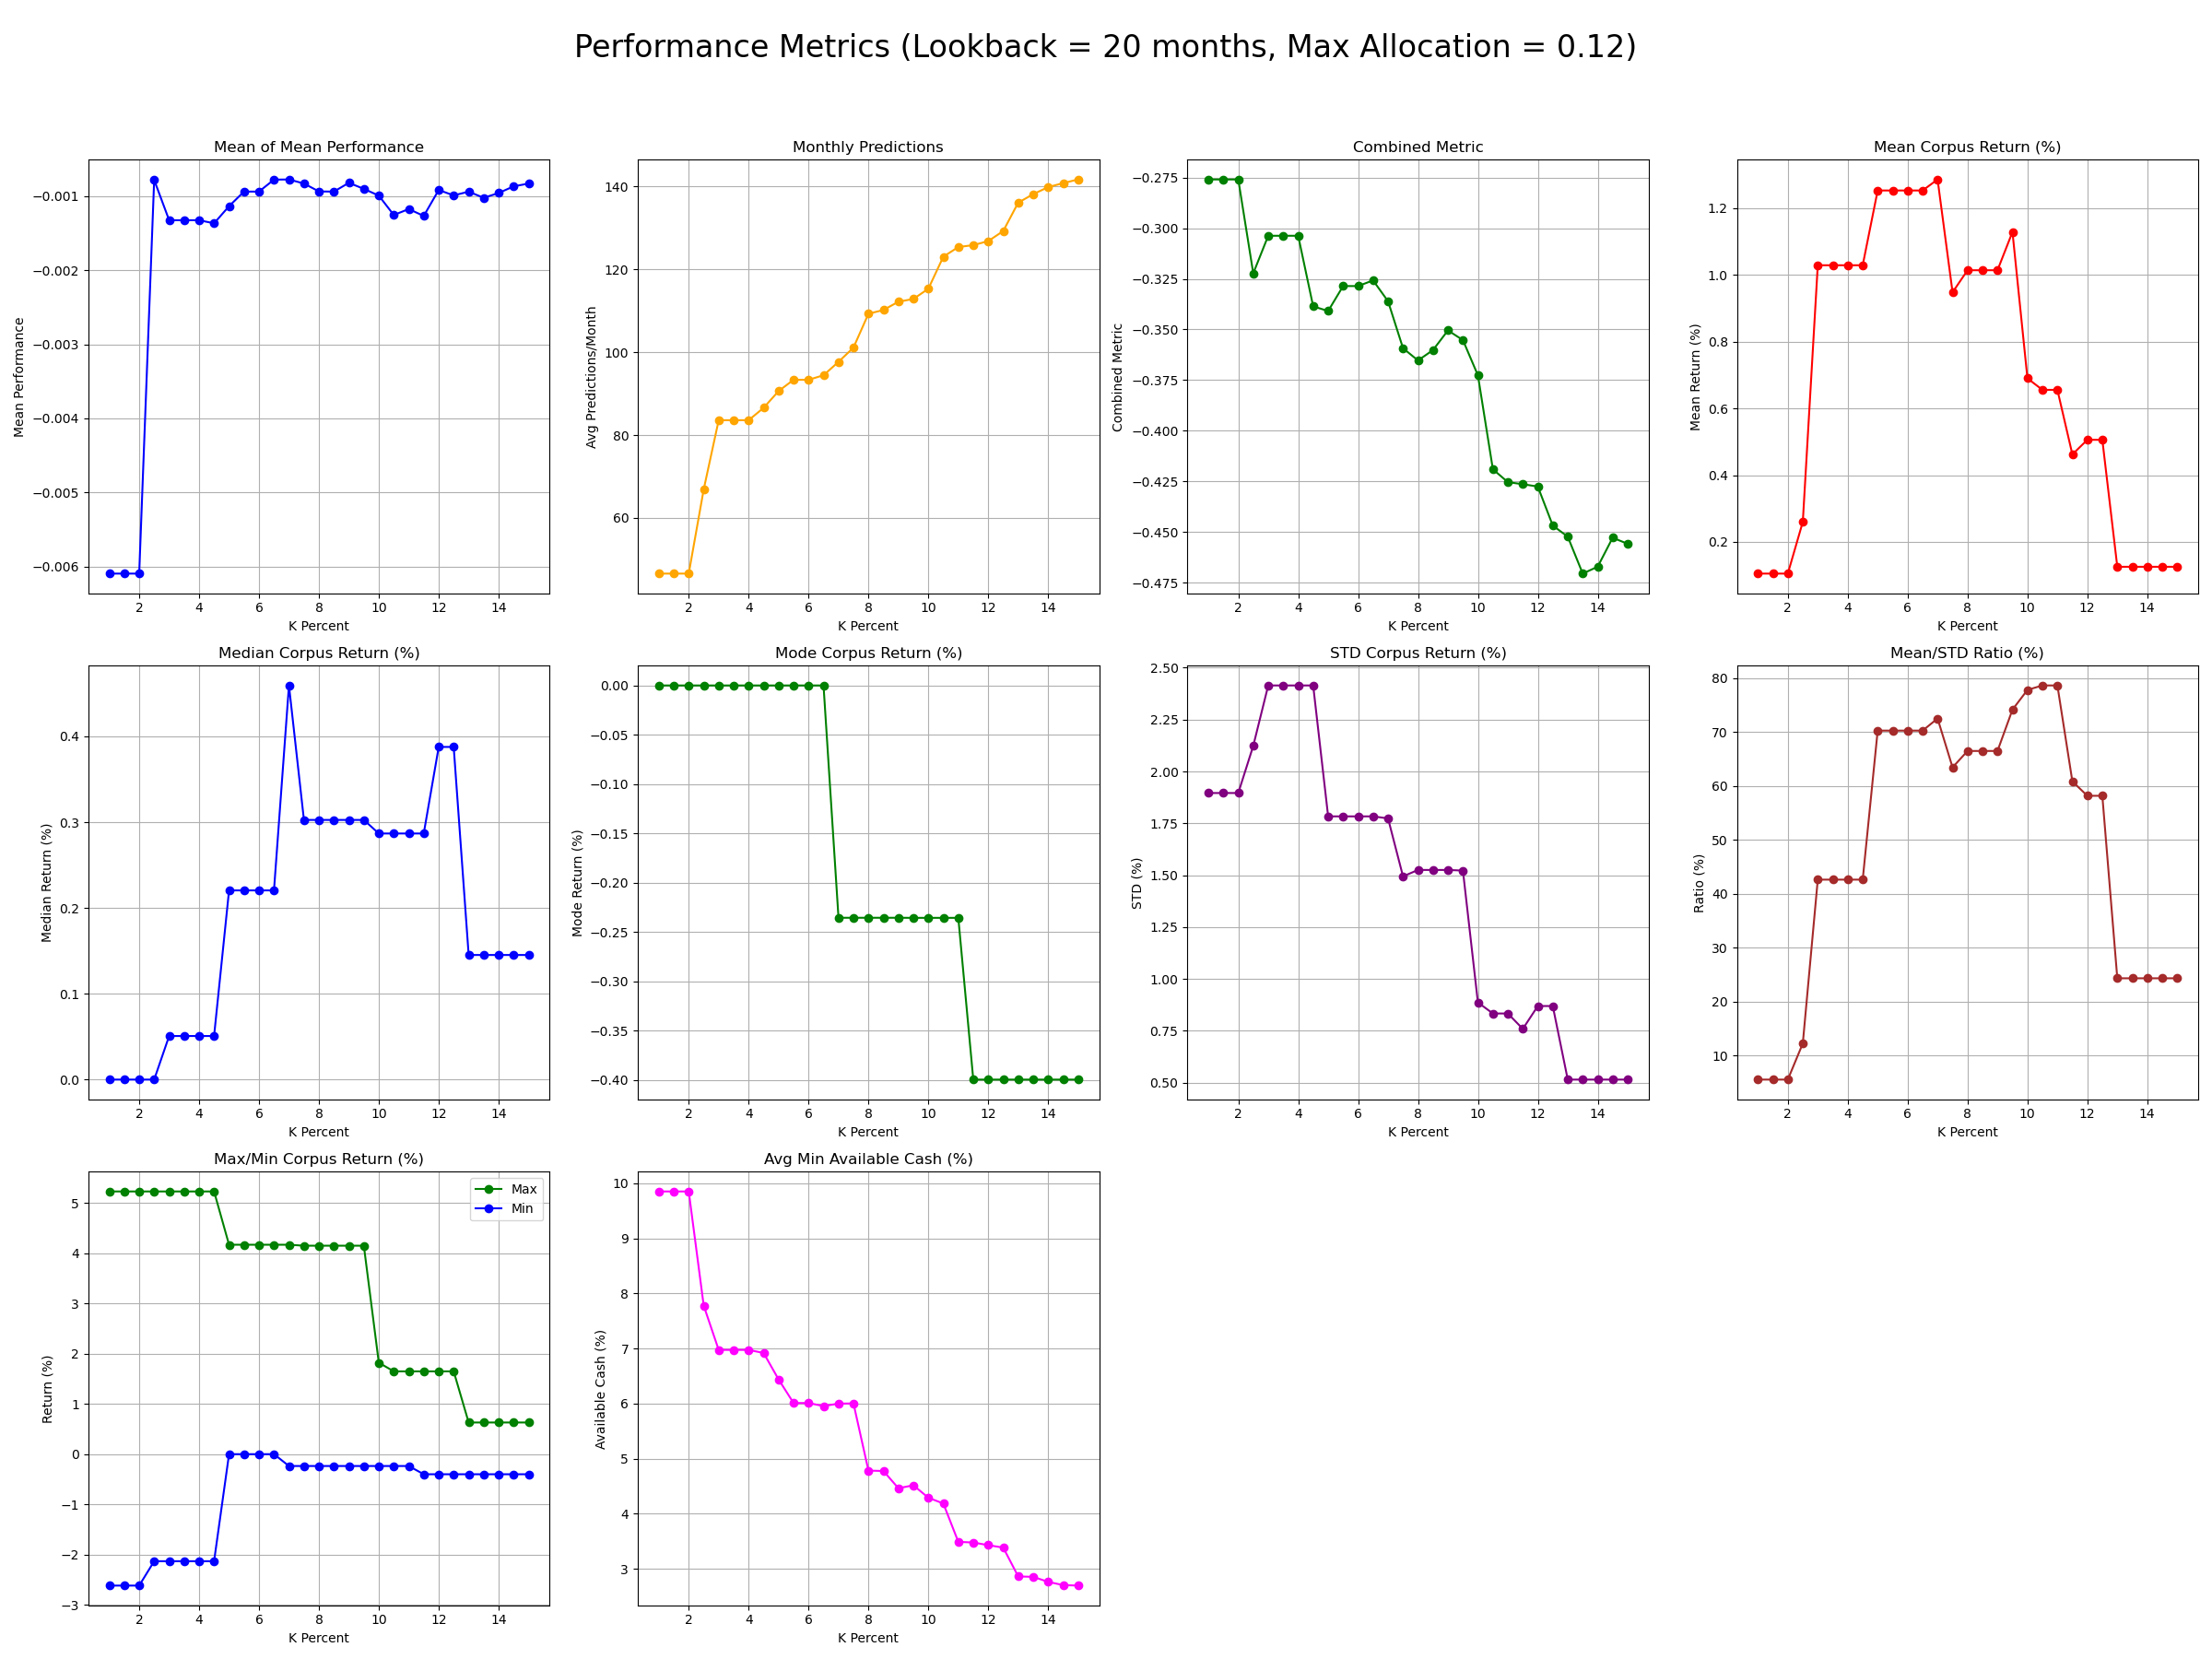 Performance Metrics (Lookback = 20 months, Max Allocation = 0.12)
Mean of Mean Performance
Mean Performance
−0.001
−0.002
−0.003
−0.004
−0.005
−0.006
2 4 6 8 10 12 14
K Percent
Monthly Predictions
Avg Predictions/Month
140
120
100
80
60
2 4 6 8 10 12 14
K Percent
Combined Metric
Combined Metric
−0.275
−0.300
−0.325
−0.350
−0.375
−0.400
−0.425
−0.450
−0.475
2 4 6 8 10 12 14
K Percent
Mean Corpus Return (%)
Mean Return (%)
1.2
1.0
0.8
0.6
0.4
0.2
2 4 6 8 10 12 14
K Percent
Median Corpus Return (%)
Median Return (%)
0.4
0.3
0.2
0.1
0.0
2 4 6 8 10 12 14
K Percent
Mode Corpus Return (%)
Mode Return (%)
0.00
−0.05
−0.10
−0.15
−0.20
−0.25
−0.30
−0.35
−0.40
2 4 6 8 10 12 14
K Percent
STD Corpus Return (%)
STD (%)
2.50
2.25
2.00
1.75
1.50
1.25
1.00
0.75
0.50
2 4 6 8 10 12 14
K Percent
Mean/STD Ratio (%)
Ratio (%)
80
70
60
50
40
30
20
10
2 4 6 8 10 12 14
K Percent
Max/Min Corpus Return (%)
Return (%)
5
4
3
2
1
0
−1
−2
−3
Max
Min
2 4 6 8 10 12 14
K Percent
Avg Min Available Cash (%)
Available Cash (%)
10
9
8
7
6
5
4
3
2 4 6 8 10 12 14
K Percent